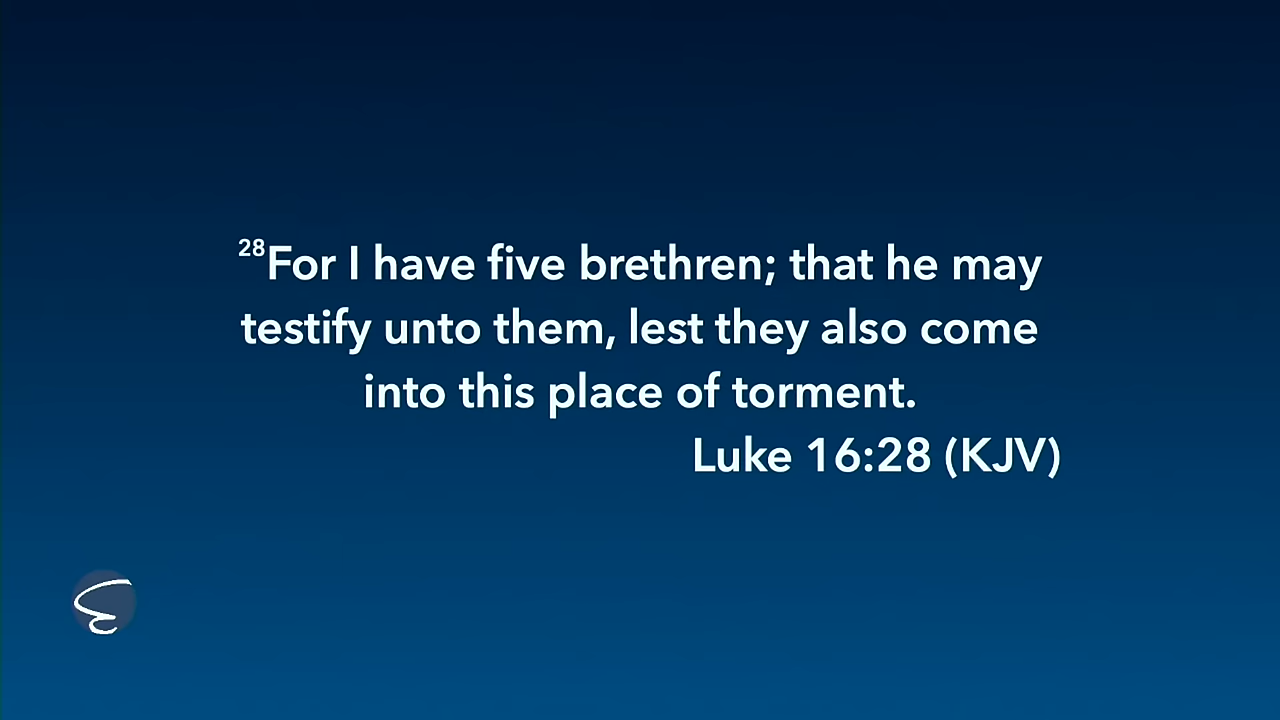 28For I have five brethren; that he may
testify unto them, lest they also come
into this place of torment.
Luke 16:28 (KJV)